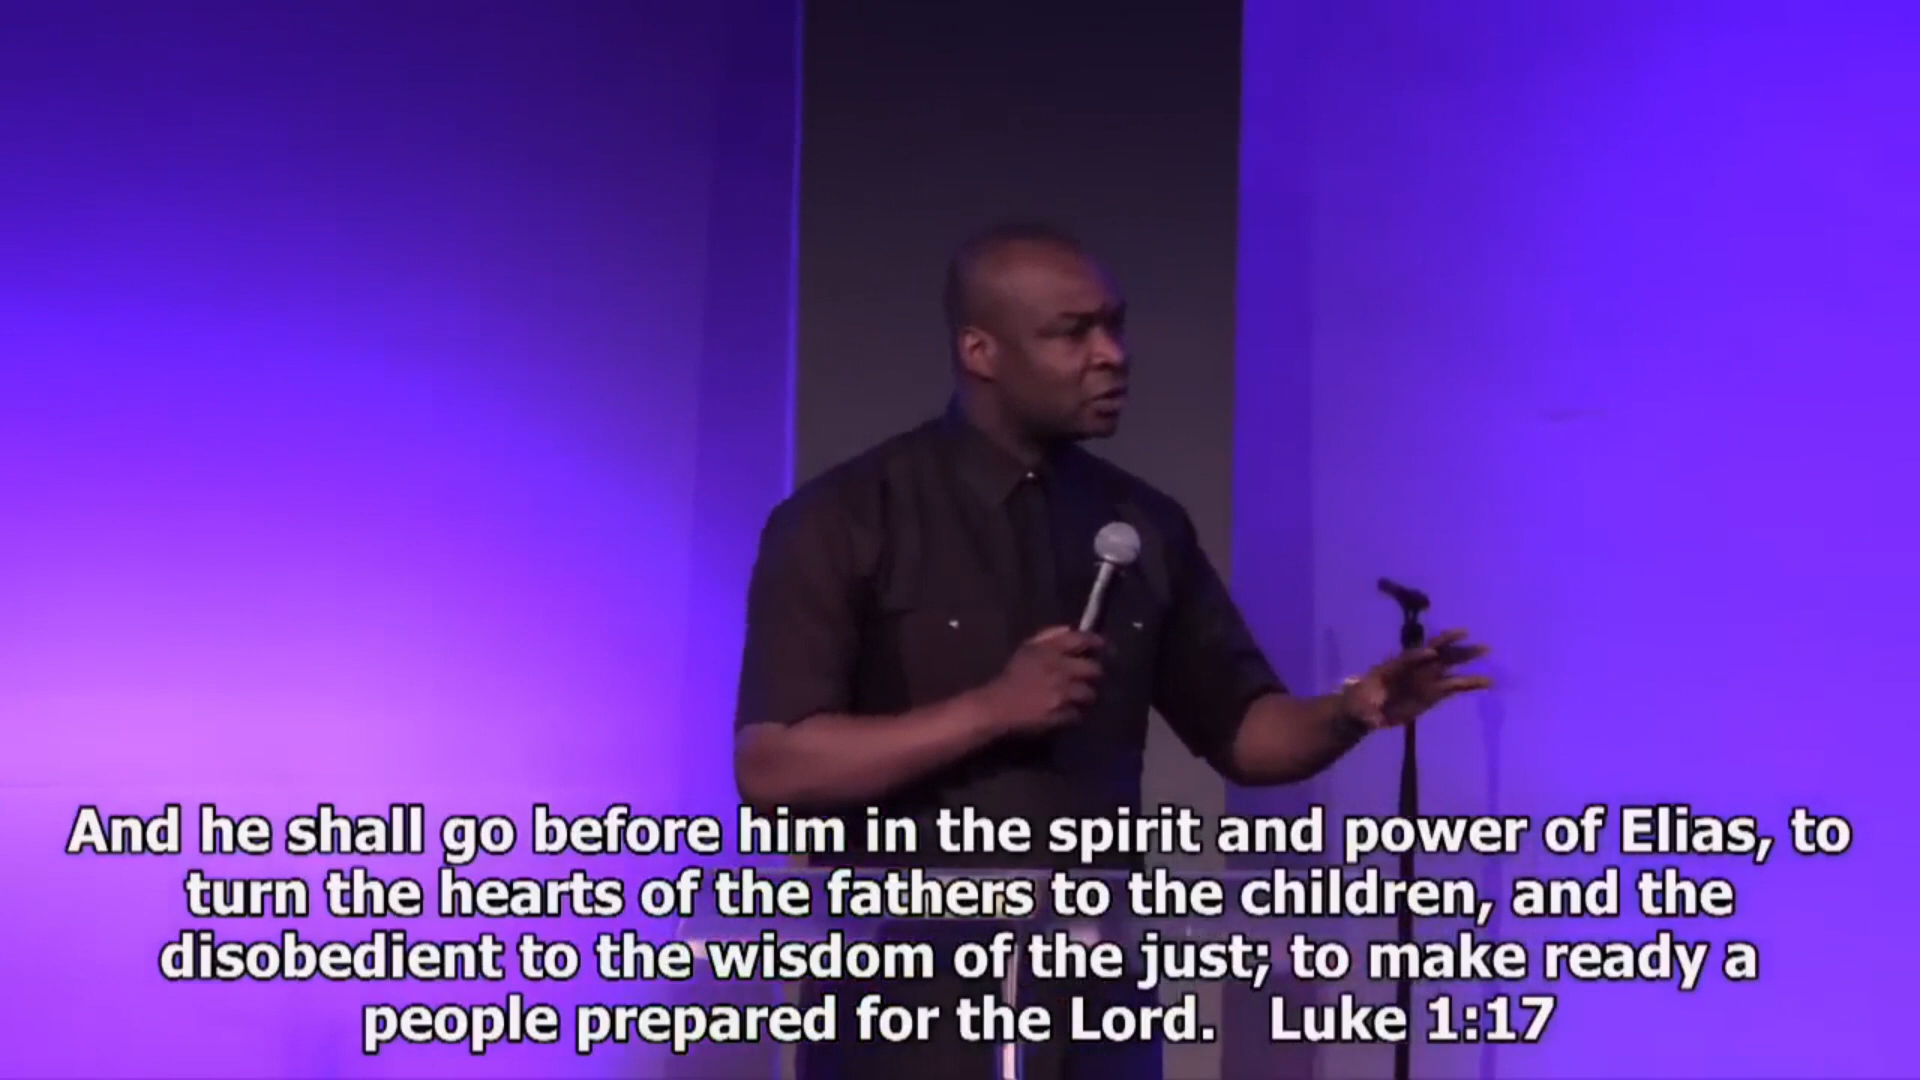 And he shall go before him in the spirit and power of Elias, to
turn the hearts of the fathers to the children, and the
disobedient to the wisdom of the just; to make ready a
people prepared for the Lord.   Luke 1:17